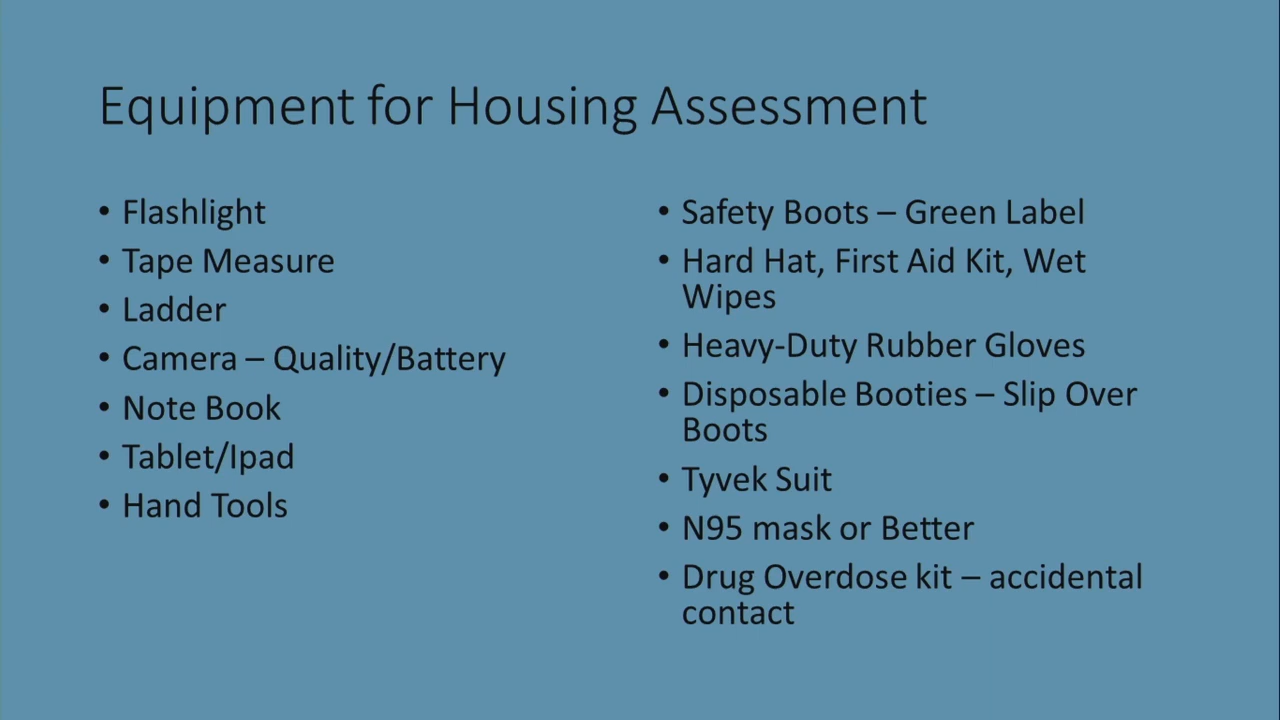 Equipment for Housing Assessment
• Flashlight
• Tape Measure
• Ladder
• Camera – Quality/Battery
• Note Book
• Tablet/Ipad
• Hand Tools
• Safety Boots – Green Label
• Hard Hat, First Aid Kit, Wet
Wipes
• Heavy-Duty Rubber Gloves
• Disposable Booties – Slip Over
Boots
• Tyvek Suit
• N95 mask or Better
• Drug Overdose kit – accidental
contact